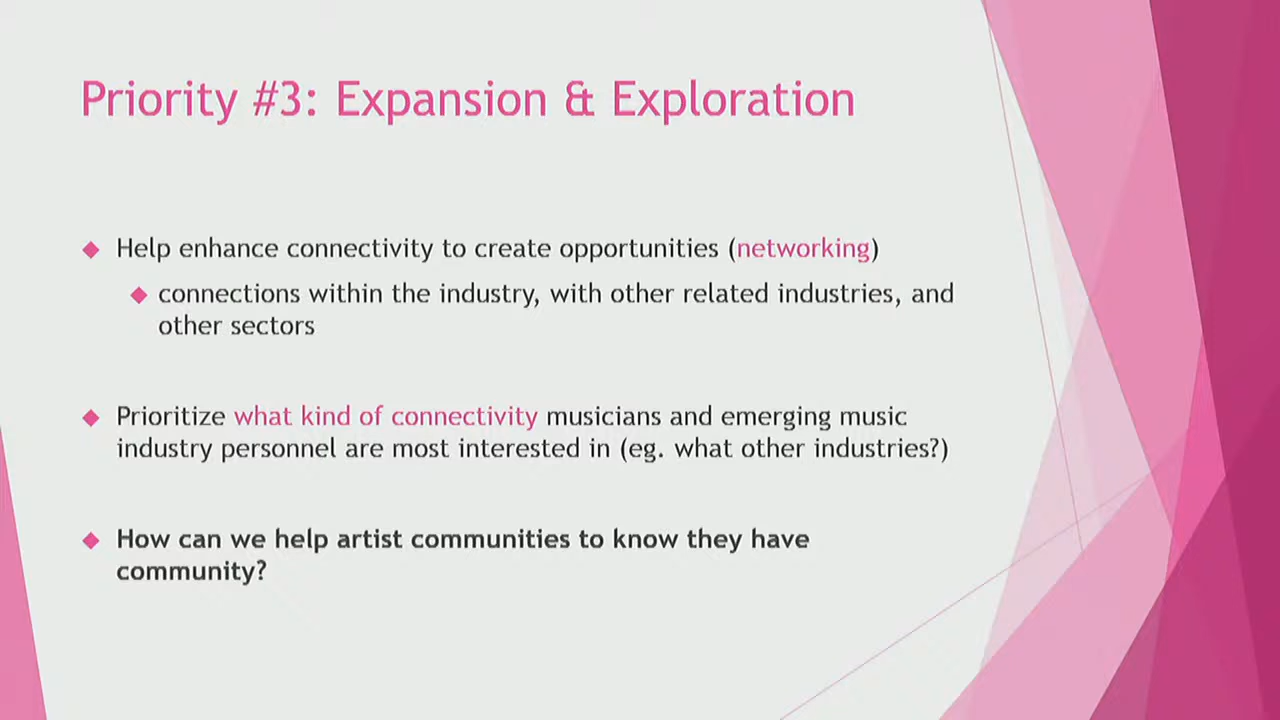 Priority #3: Expansion & Exploration
Help enhance connectivity to create opportunities (networking)
connections within the industry, with other related industries, and
other sectors
Prioritize what kind of connectivity musicians and emerging music
industry personnel are most interested in (eg. what other industries?)
How can we help artist communities to know they have
community?